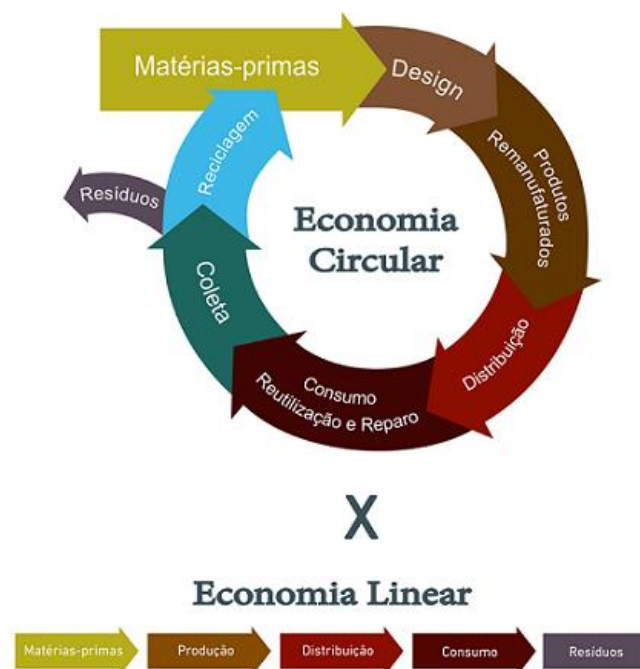 Matérias-primas
Design
Produtos
Remanufaturados
Distribuição
Consumo
Reutilização e Reparo
Coleta
Reciclagem
Resíduos
Economia
Circular
X
Economia Linear
Matérias-primas
Produção
Distribuição
Consumo
Resíduos